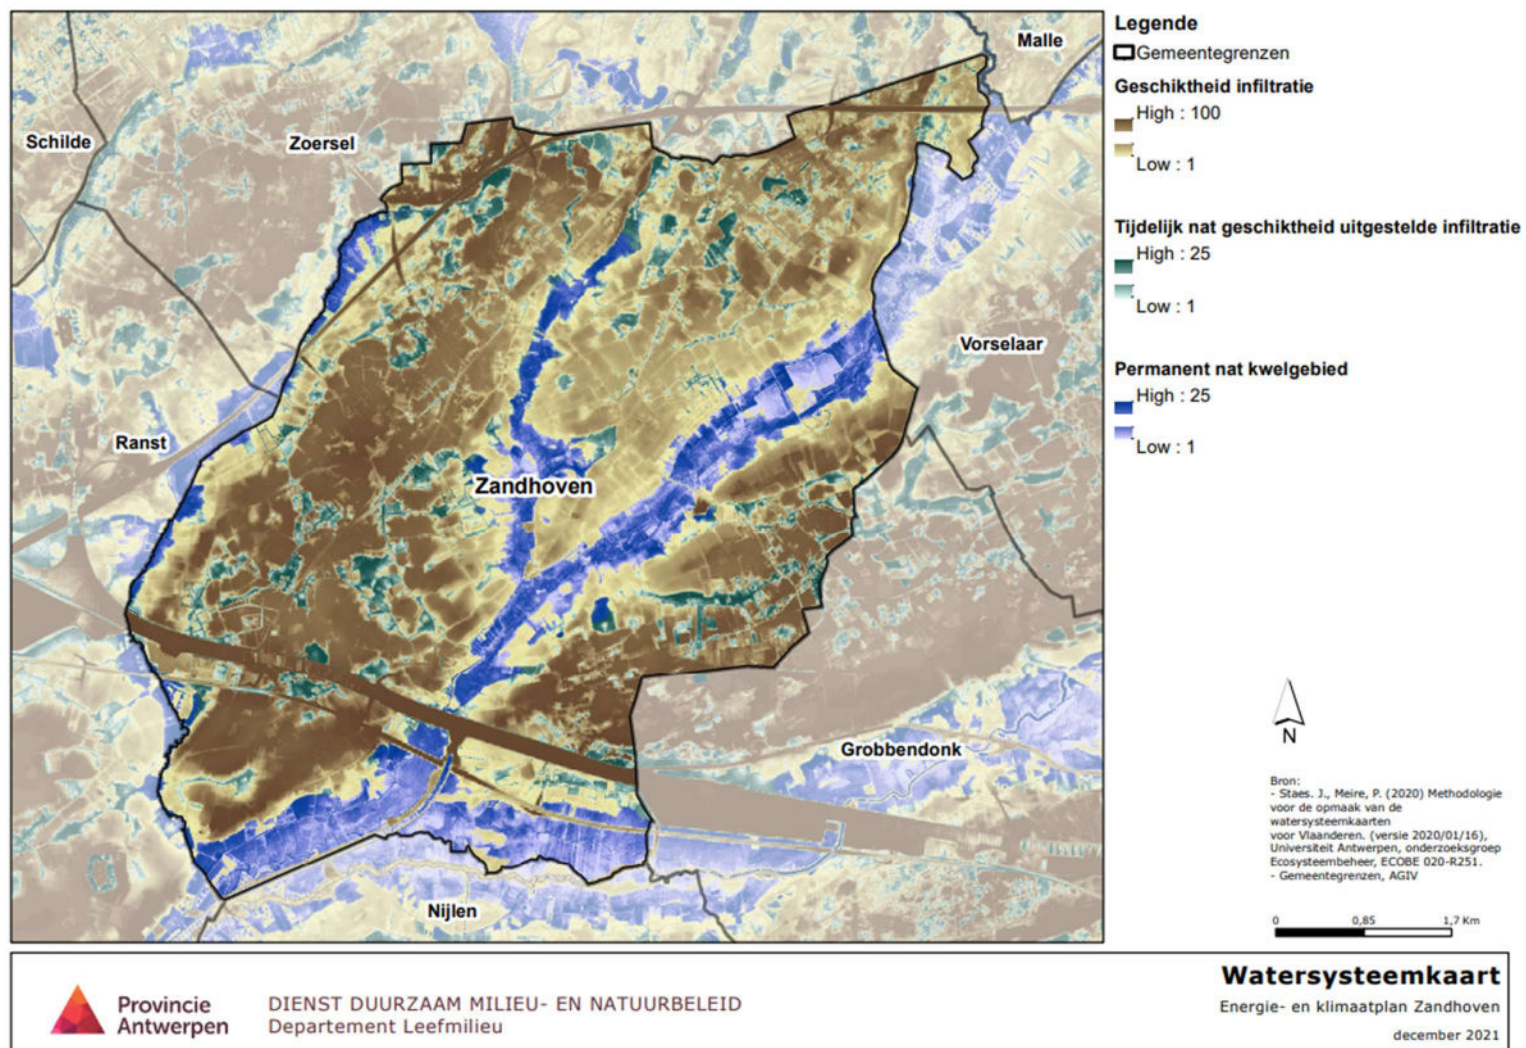 Malle
Schilde
Zoersel
Vorselaar
Ranst
Zandhoven
Grobbendonk
Nijlen
Legende
Gemeentegrenzen
Geschiktheid infiltratie
High : 100
Low : 1
Tijdelijk nat geschiktheid uitgestelde infiltratie
High : 25
Low : 1
Permanent nat kwelgebied
High : 25
Low : 1
N
Bron:
- Staes. J., Meire, P. (2020) Methodologie
voor de opmaak van de
watersysteemkaarten
voor Vlaanderen. (versie 2020/01/16),
Universiteit Antwerpen, onderzoeksgroep
Ecosysteembeheer, ECOBE 020-R251.
- Gemeentegrenzen, AGIV
0 0,85 1,7 Km
Provincie
Antwerpen
DIENST DUURZAAM MILIEU- EN NATUURBELEID
Departement Leefmilieu
Watersysteemkaart
Energie- en klimaatplan Zandhoven
december 2021